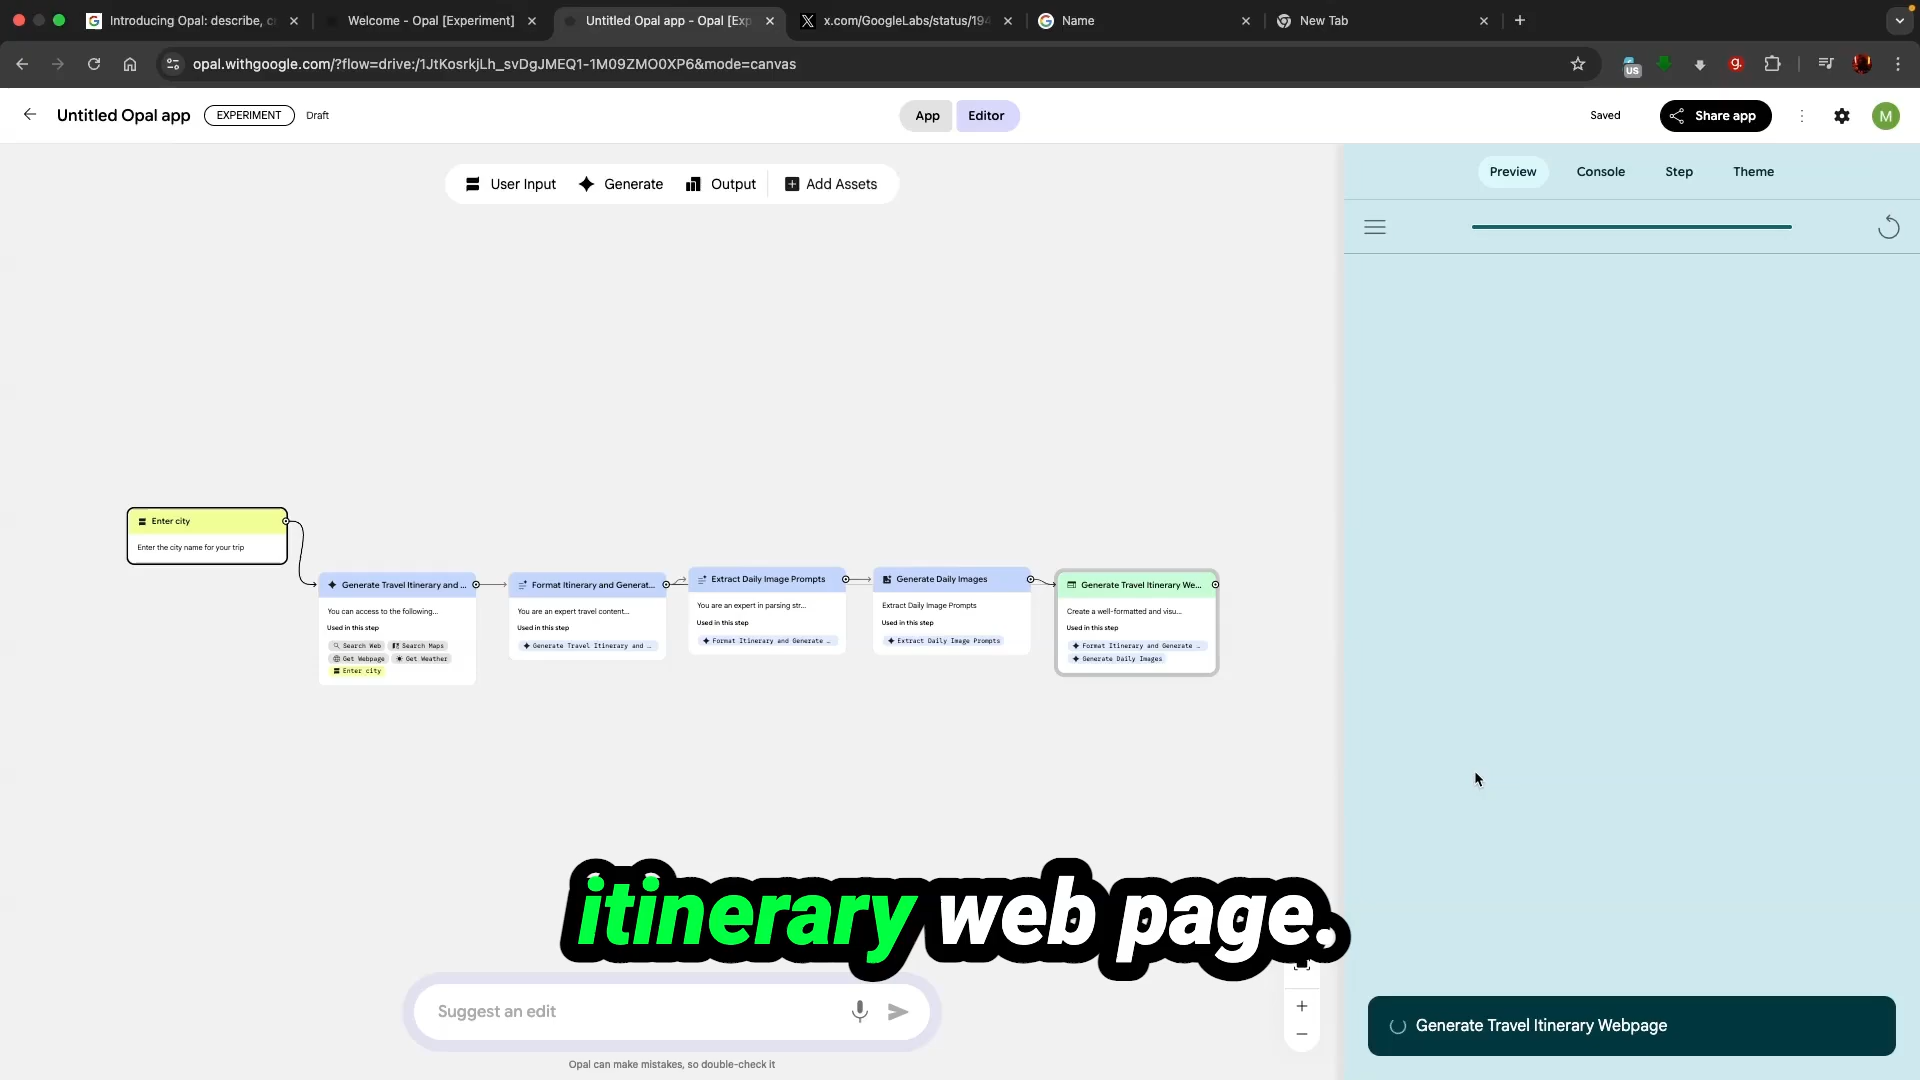 Introducing Opal: describe, c
Welcome - Opal [Experiment]
Untitled Opal app - Opal [Exp
x.com/GoogleLabs/status/194
Name
New Tab
opal.withgoogle.com/?flow=drive:/1JtKosrkjLh_svDgJMEQ1-1M09ZMO0XP6&mode=canvas
US
g.
Untitled Opal app
EXPERIMENT
Draft
App
Editor
Saved
Share app
M
User Input
Generate
Output
Add Assets
Preview
Console
Step
Theme
Enter city
Enter the city name for your trip
Generate Travel Itinerary and ...
You can access to the following...
Used in this step
Search Web
Search Maps
Get Webpage
Get Weather
Enter city
Format Itinerary and Generat...
You are an expert travel content...
Used in this step
Generate Travel Itinerary and ...
Extract Daily Image Prompts
You are an expert in parsing str...
Used in this step
Format Itinerary and Generate ...
Generate Daily Images
Extract Daily Image Prompts
Used in this step
Extract Daily Image Prompts
Generate Travel Itinerary We...
Create a well-formatted and visu...
Used in this step
Format Itinerary and Generate ...
Generate Daily Images
itinerary web page.
Suggest an edit
Opal can make mistakes, so double-check it
Generate Travel Itinerary Webpage